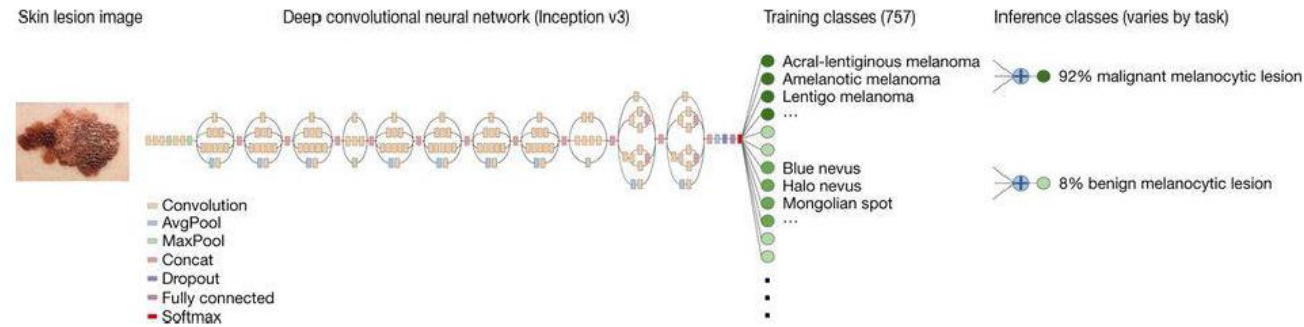 Skin lesion image
Deep convolutional neural network (Inception v3)
Training classes (757)
Inference classes (varies by task)
Acral-lentiginous melanoma
Amelanotic melanoma
Lentigo melanoma
...
Blue nevus
Halo nevus
Mongolian spot
...
92% malignant melanocytic lesion
8% benign melanocytic lesion
Convolution
AvgPool
MaxPool
Concat
Dropout
Fully connected
Softmax